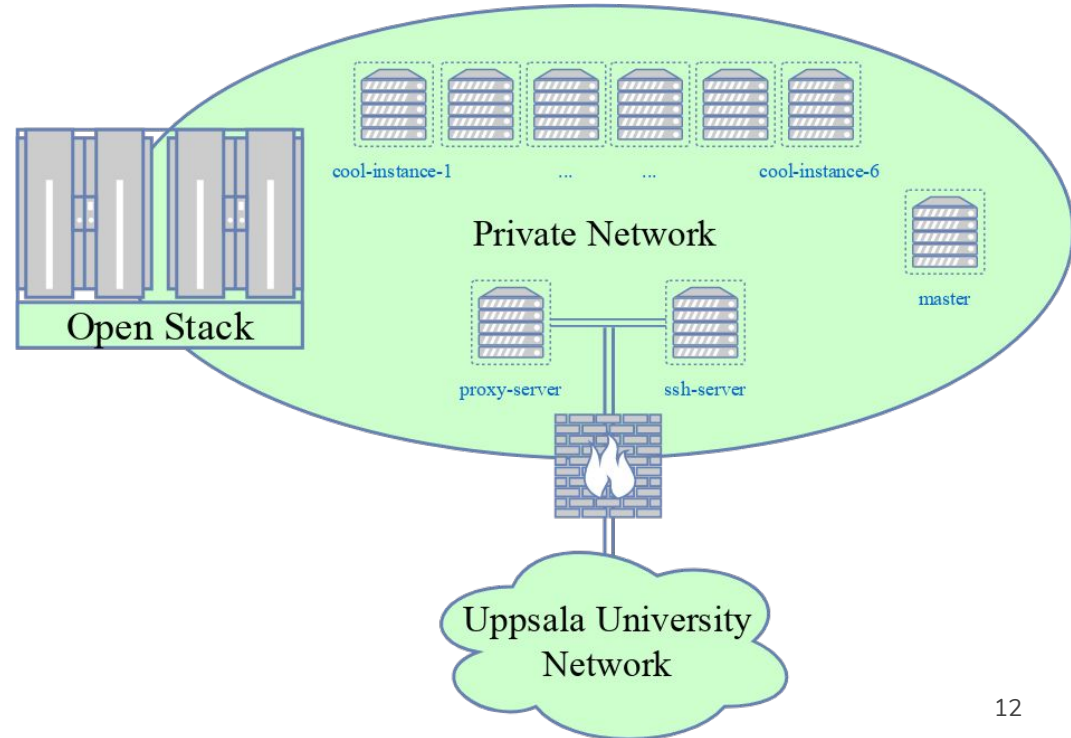 cool-instance-1
...
...
cool-instance-6
Private Network
master
Open Stack
proxy-server
ssh-server
Uppsala University
Network
12